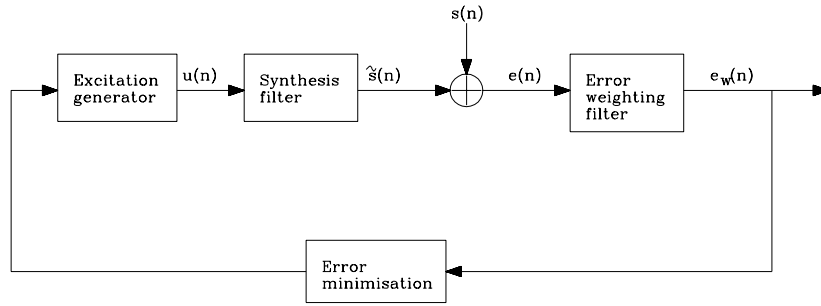 s(n)
Excitation
generator
u(n)
Synthesis
filter
s̃(n)
e(n)
Error
weighting
filter
e_w(n)
Error
minimisation